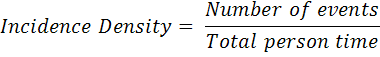 Incidence Density = Number of events / Total person time